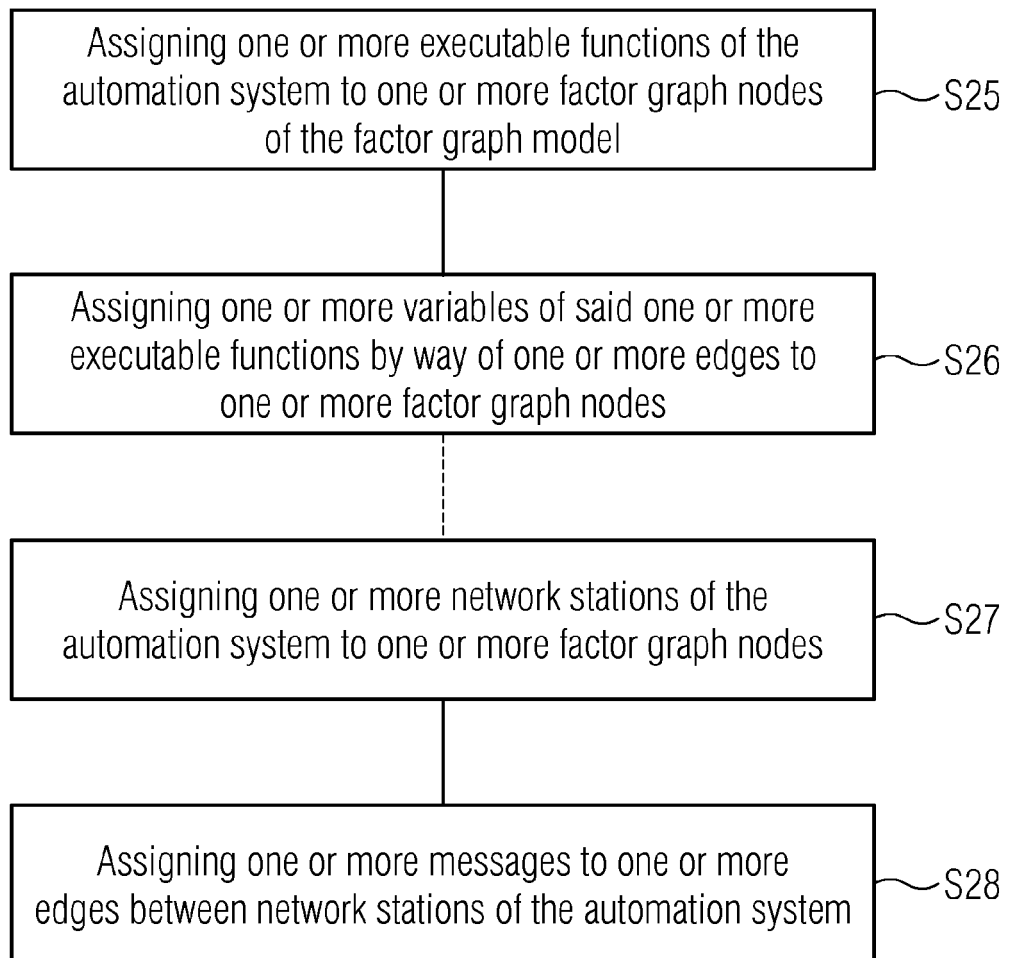 Assigning one or more executable functions of the
automation system to one or more factor graph nodes
of the factor graph model
S25
Assigning one or more variables of said one or more
executable functions by way of one or more edges to
one or more factor graph nodes
S26
Assigning one or more network stations of the
automation system to one or more factor graph nodes
S27
Assigning one or more messages to one or more
edges between network stations of the automation system
S28